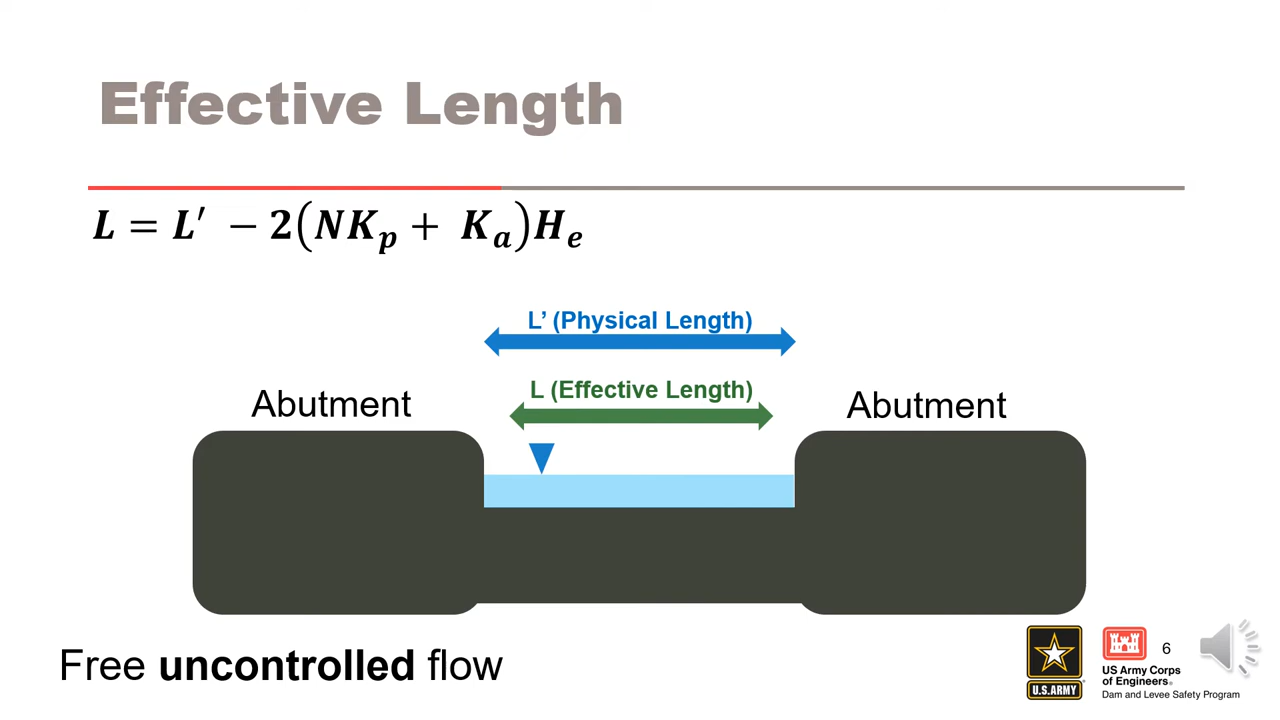 Effective Length
L = L′ − 2(NKₚ + Kₐ)Hₑ
L’ (Physical Length)
L (Effective Length)
Abutment
Abutment
Free uncontrolled flow
U.S.ARMY
US Army Corps
of Engineers®
Dam and Levee Safety Program
6